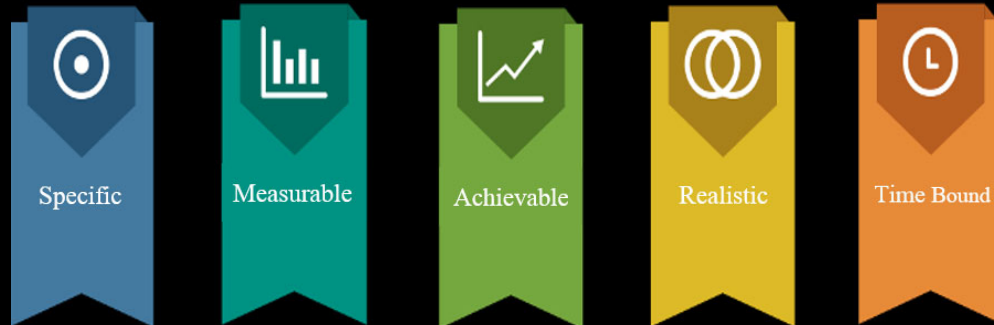 Specific
Measurable
Achievable
Realistic
Time Bound